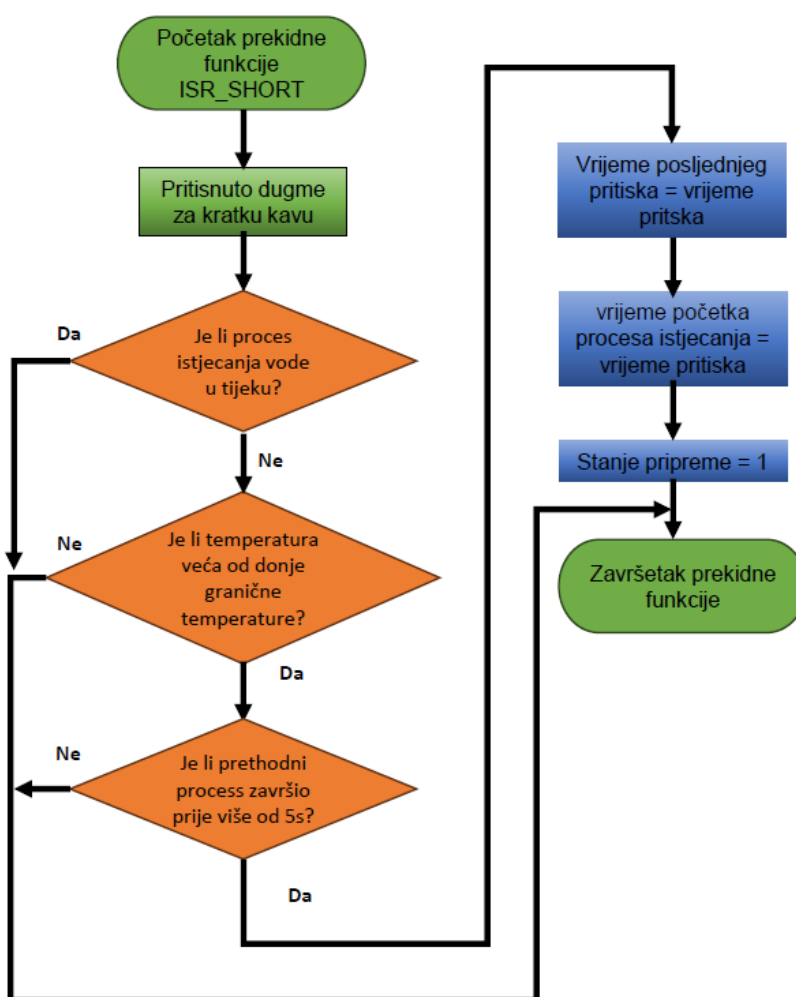 Početak prekidne
funkcije
ISR_SHORT
Pritisnuto dugme
za kratku kavu
Da
Je li proces
istjecanja vode
u tijeku?
Ne
Ne
Je li temperatura
veća od donje
granične
temperature?
Da
Ne
Je li prethodni
process završio
prije više od 5s?
Da
Vrijeme posljednjeg
pritiska = vrijeme
pritska
vrijeme početka
procesa istjecanja =
vrijeme pritiska
Stanje pripreme = 1
Završetak prekidne
funkcije